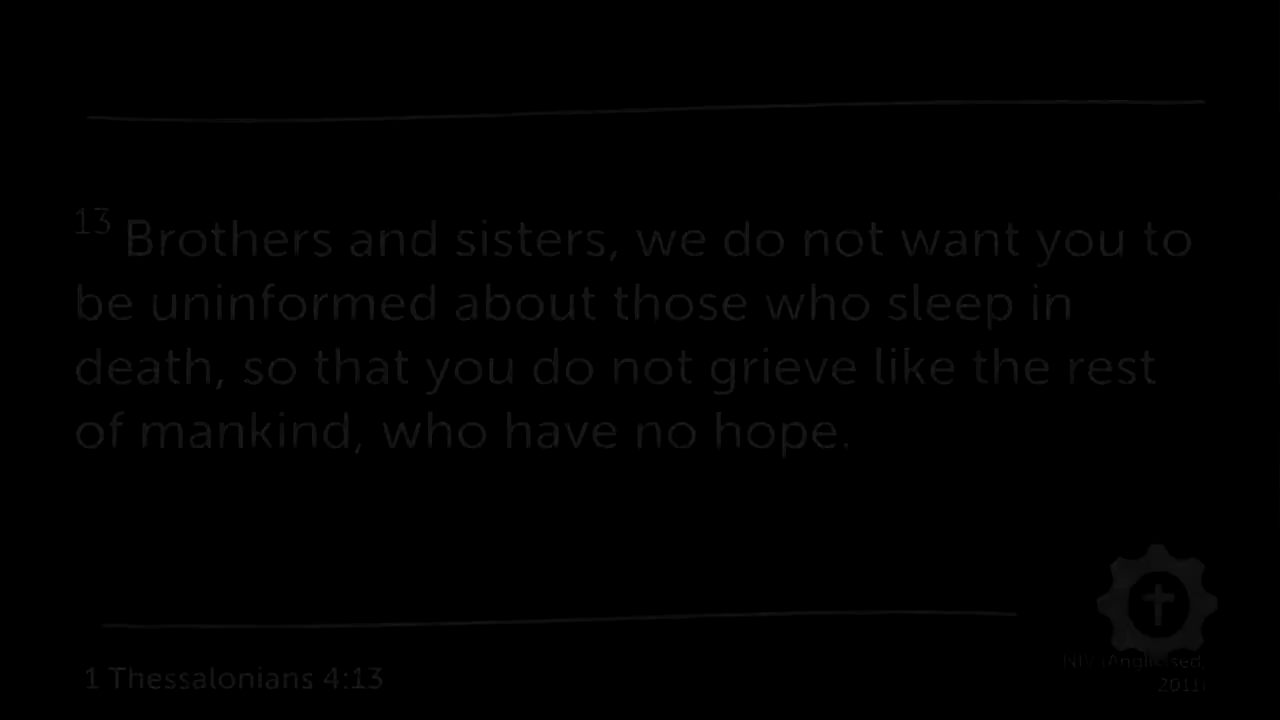 13 Brothers and sisters, we do not want you to
be uninformed about those who sleep in
death, so that you do not grieve like the rest
of mankind, who have no hope.
1 Thessalonians 4:13
NIV (Anglicised,
2011)